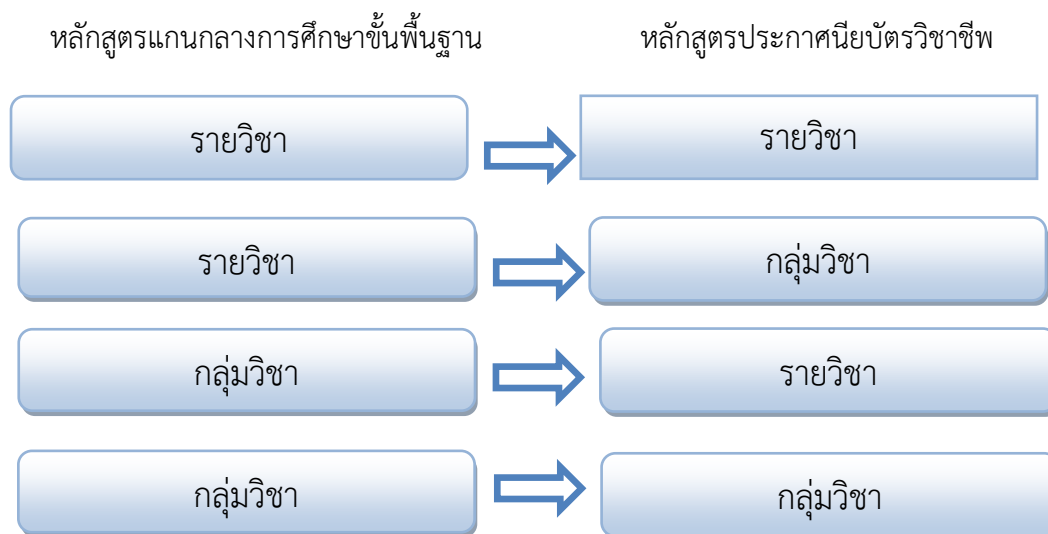 หลักสูตรแกนกลางการศึกษาขั้นพื้นฐาน หลักสูตรประกาศนียบัตรวิชาชีพ
รายวิชา รายวิชา
รายวิชา กลุ่มวิชา
กลุ่มวิชา รายวิชา
กลุ่มวิชา กลุ่มวิชา